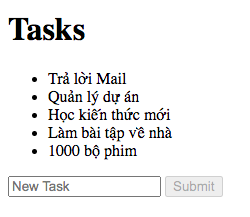 Tasks
Trả lời Mail
Quản lý dự án
Học kiến thức mới
Làm bài tập về nhà
1000 bộ phim
New Task Submit